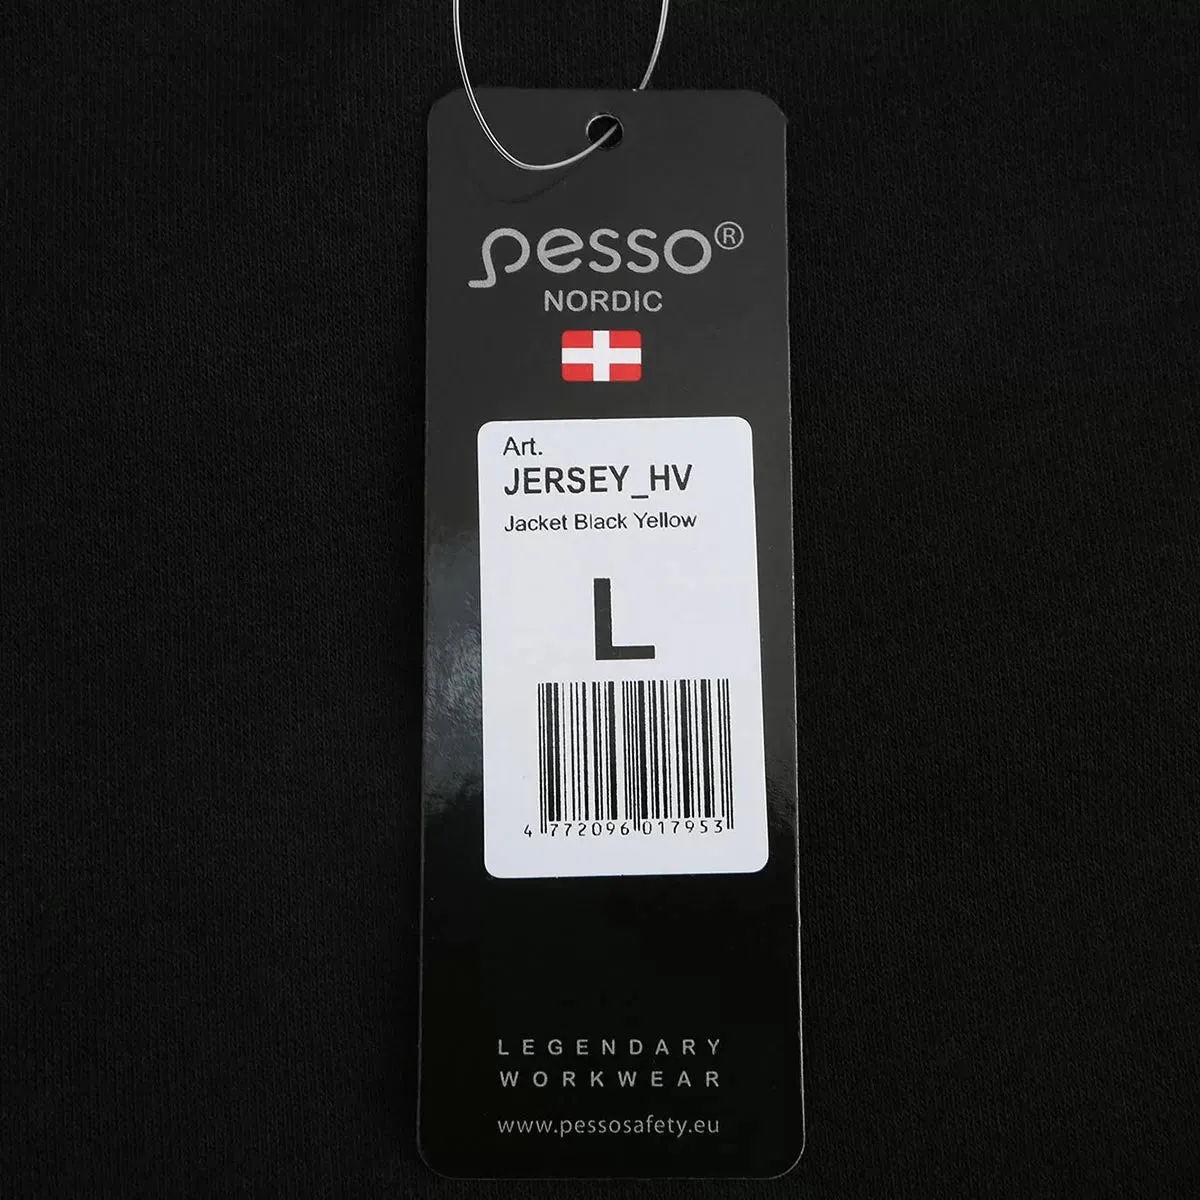 pesso®
NORDIC
Art.
JERSEY_HV
Jacket Black Yellow
L
4 772096 017953
LEGENDARY
WORKWEAR
www.pessosafety.eu